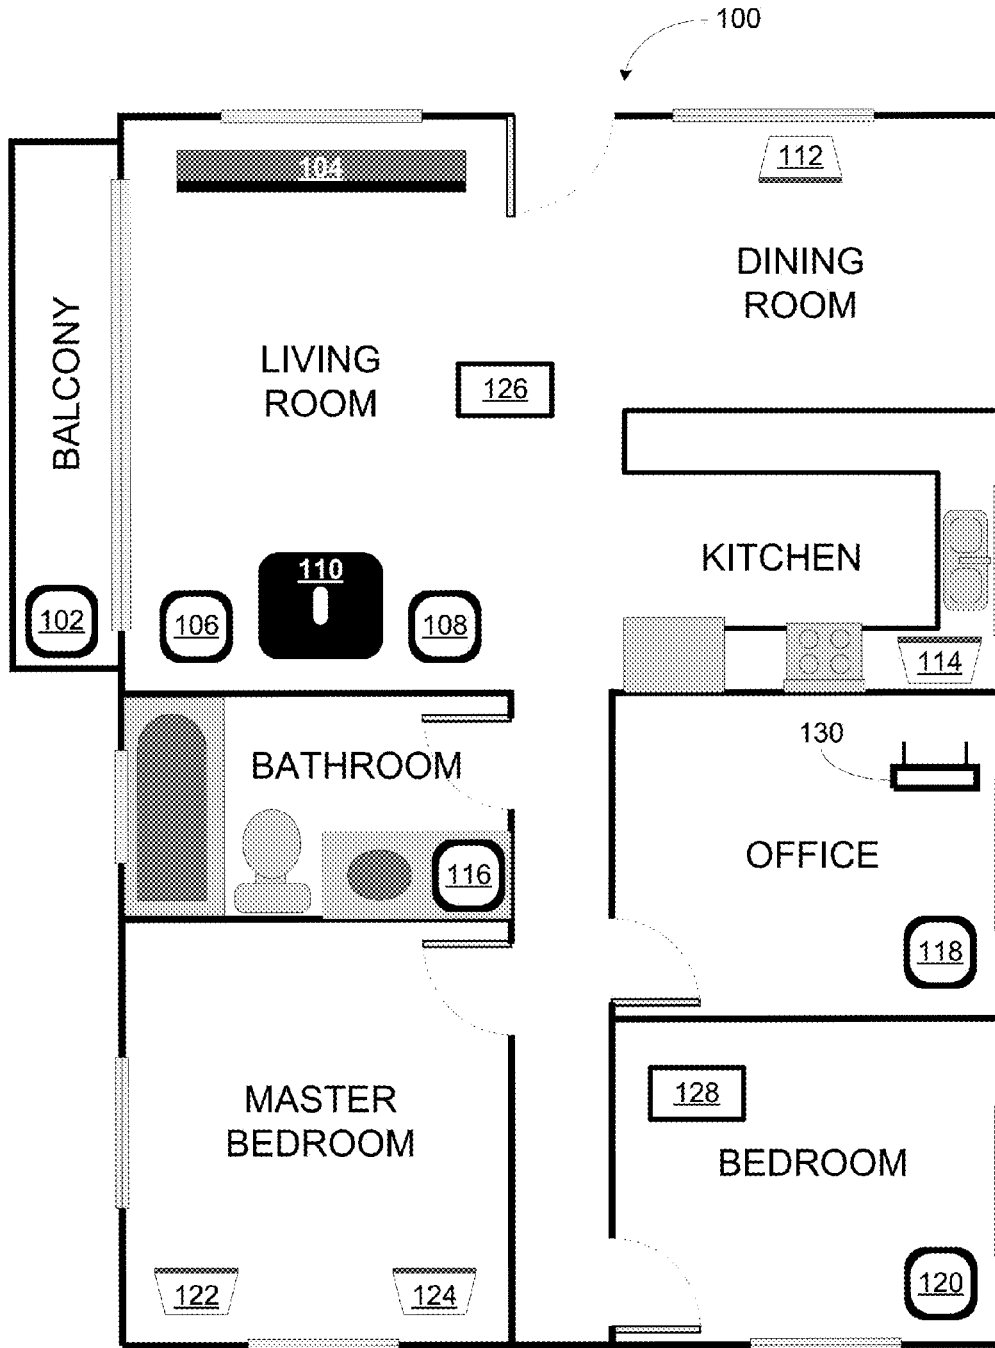 100
104
112
DINING
ROOM
BALCONY
LIVING
ROOM
126
KITCHEN
110
102
106
108
114
130
BATHROOM
OFFICE
116
118
MASTER
BEDROOM
128
BEDROOM
122
124
120